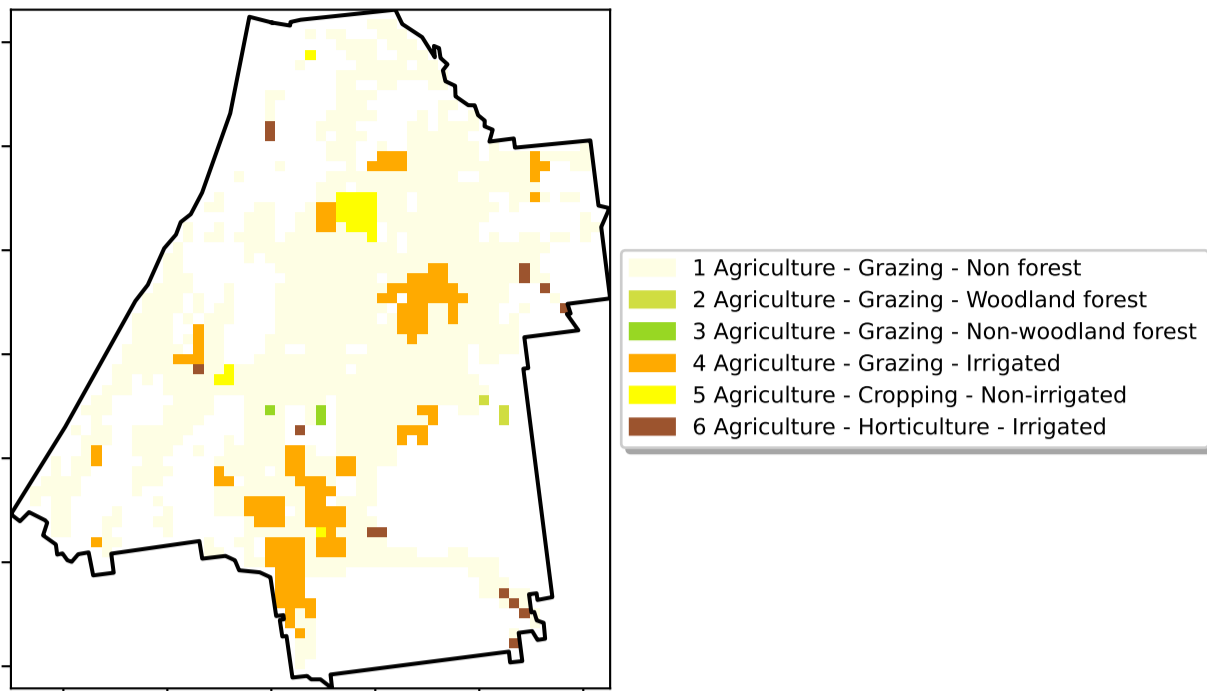 1 Agriculture - Grazing - Non forest
2 Agriculture - Grazing - Woodland forest
3 Agriculture - Grazing - Non-woodland forest
4 Agriculture - Grazing - Irrigated
5 Agriculture - Cropping - Non-irrigated
6 Agriculture - Horticulture - Irrigated